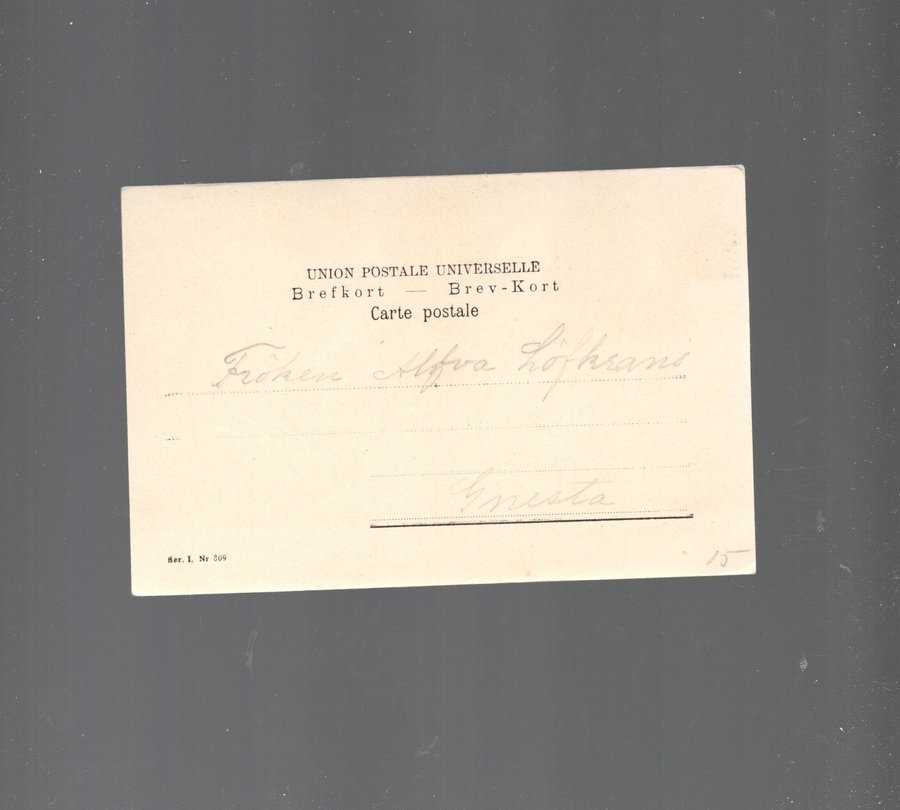 UNION POSTALE UNIVERSELLE
Brefkort — Brev-Kort
Carte postale
Fröken Alfva Löfkrans
Gnesta
Ser. I. Nr 309
15